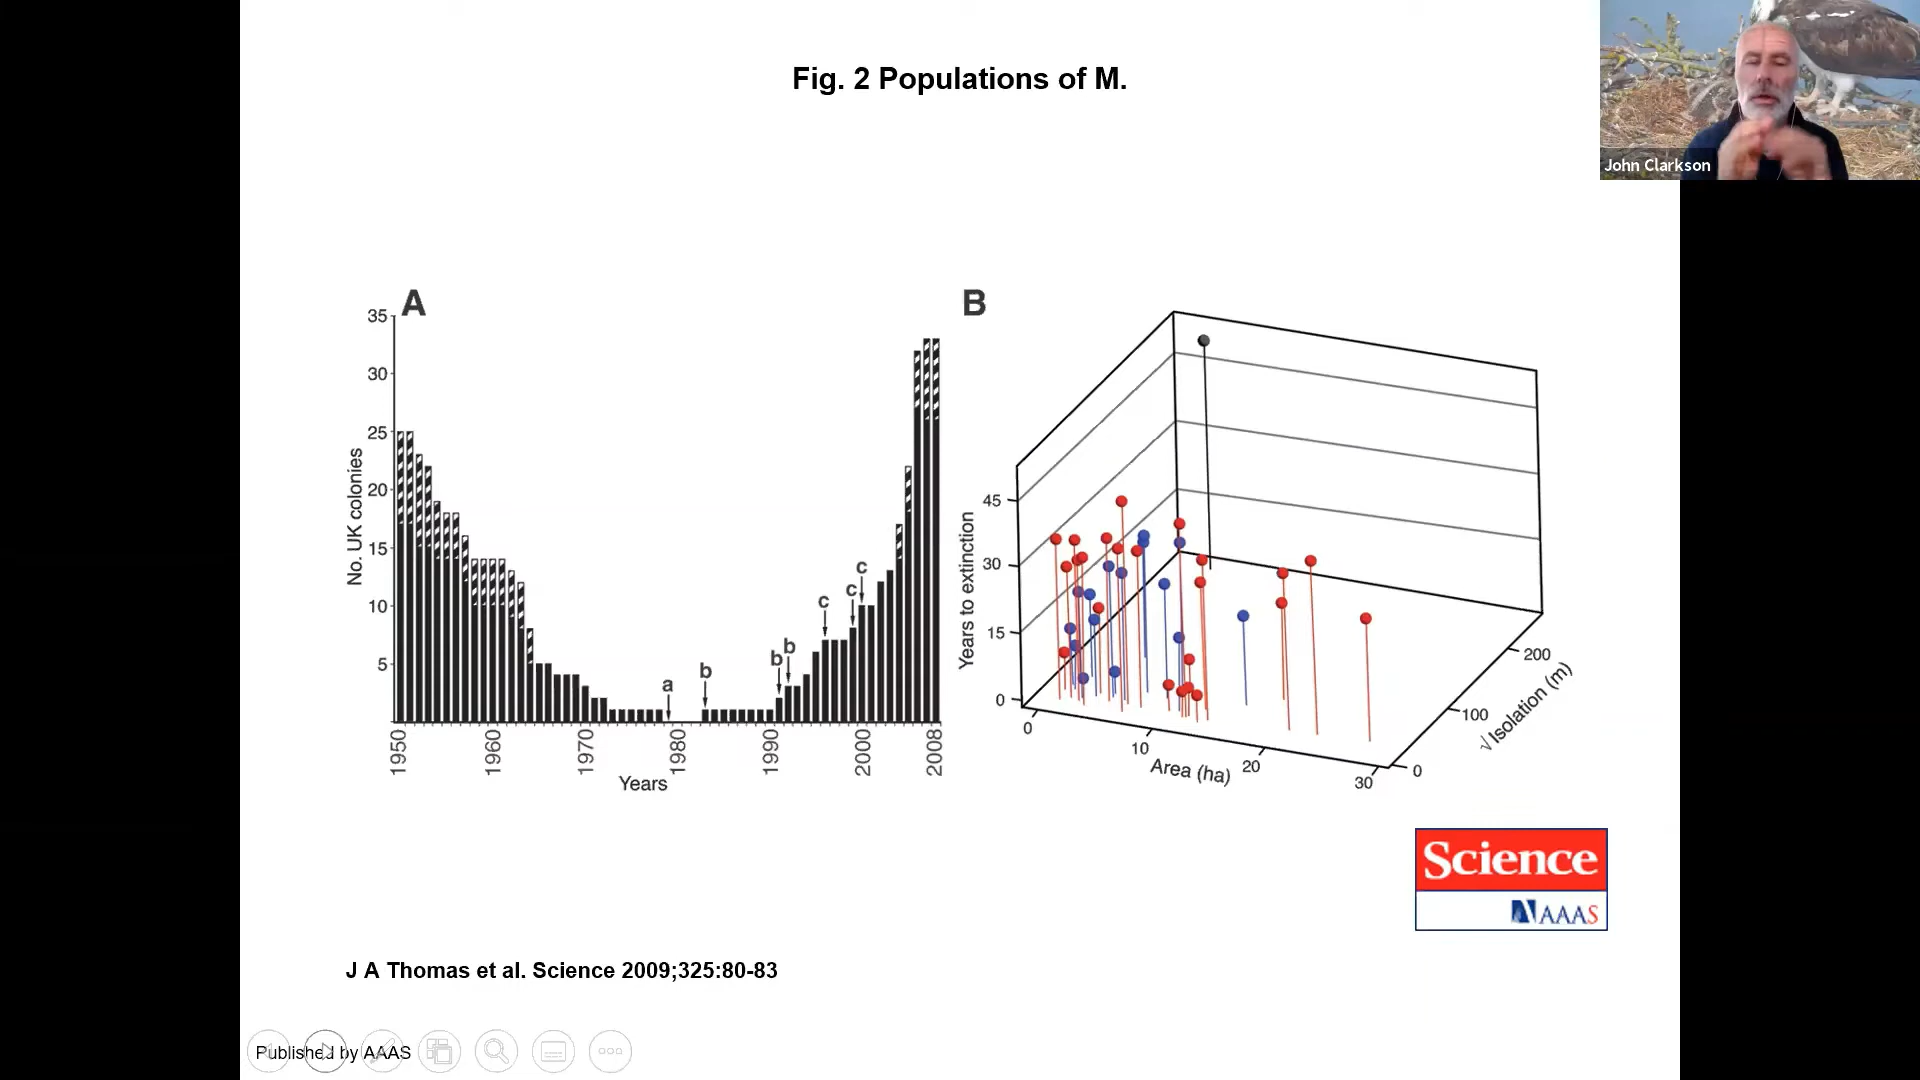 Fig. 2 Populations of M.
John Clarkson
A
35
30
25
20
15
10
5
No. UK colonies
a
b
b
b
c
c
c
1950
1960
1970
1980
1990
2000
2008
Years
B
45
30
15
0
Years to extinction
0
10
20
30
Area (ha)
0
100
200
√Isolation (m)
Science
AAAS
J A Thomas et al. Science 2009;325:80-83
Published by AAAS